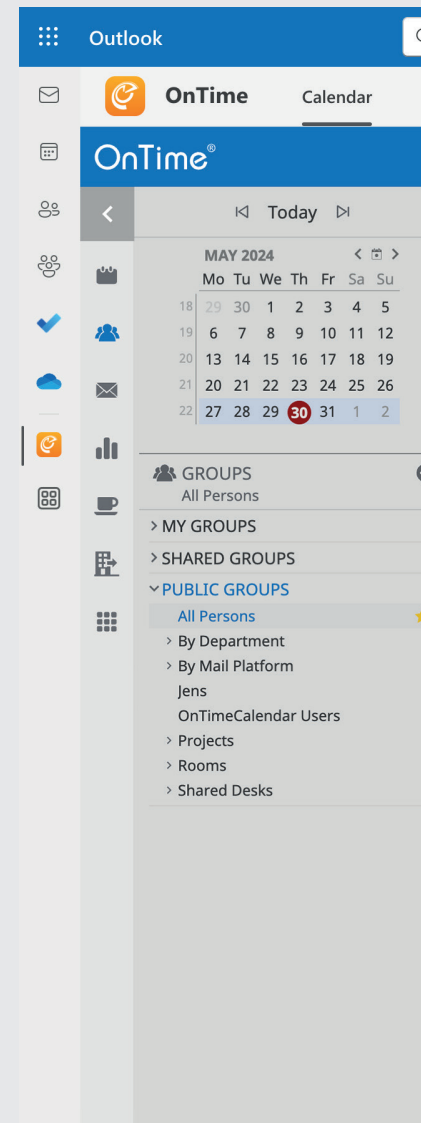 Outlook
OnTime Calendar
OnTime®
Today
MAY 2024
Mo Tu We Th Fr Sa Su
18 29 30 1 2 3 4 5
19 6 7 8 9 10 11 12
20 13 14 15 16 17 18 19
21 20 21 22 23 24 25 26
22 27 28 29 30 31 1 2
GROUPS
All Persons
MY GROUPS
SHARED GROUPS
PUBLIC GROUPS
All Persons
By Department
By Mail Platform
Jens
OnTimeCalendar Users
Projects
Rooms
Shared Desks